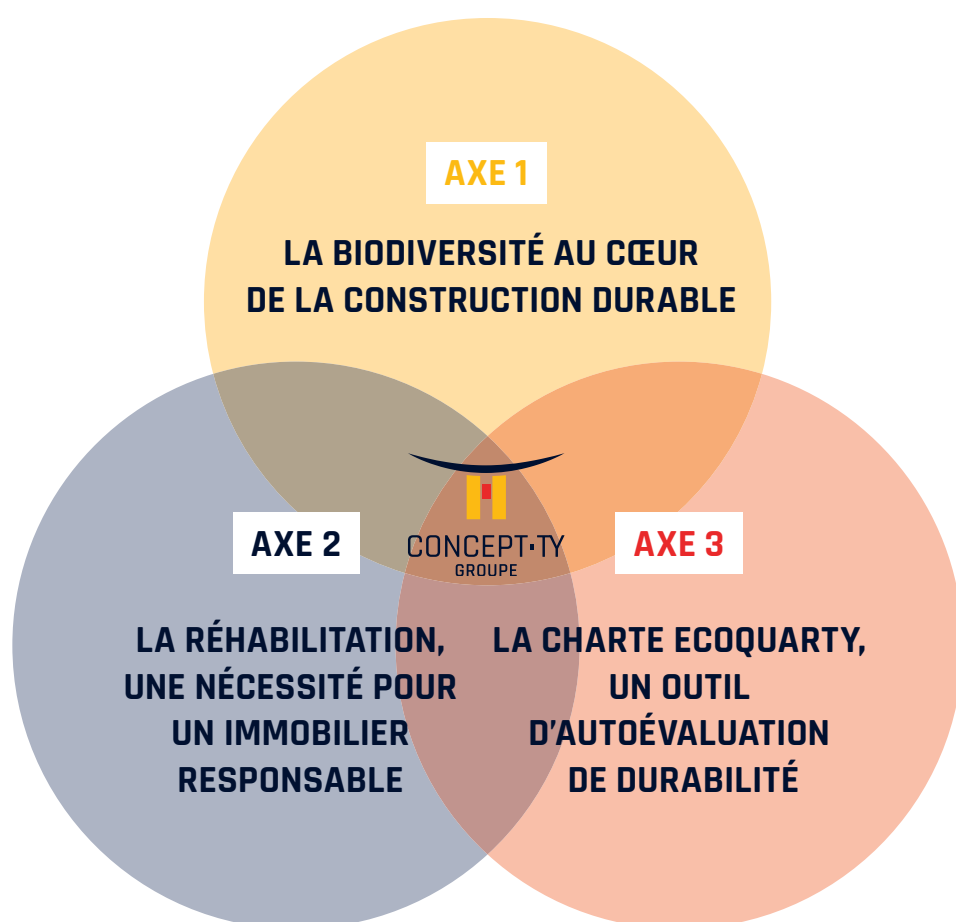 AXE 1
LA BIODIVERSITÉ AU CŒUR
DE LA CONSTRUCTION DURABLE
CONCEPT·TY
GROUPE
AXE 2
LA RÉHABILITATION,
UNE NÉCESSITÉ POUR
UN IMMOBILIER
RESPONSABLE
AXE 3
LA CHARTE ECOQUARTY,
UN OUTIL
D'AUTOÉVALUATION
DE DURABILITÉ